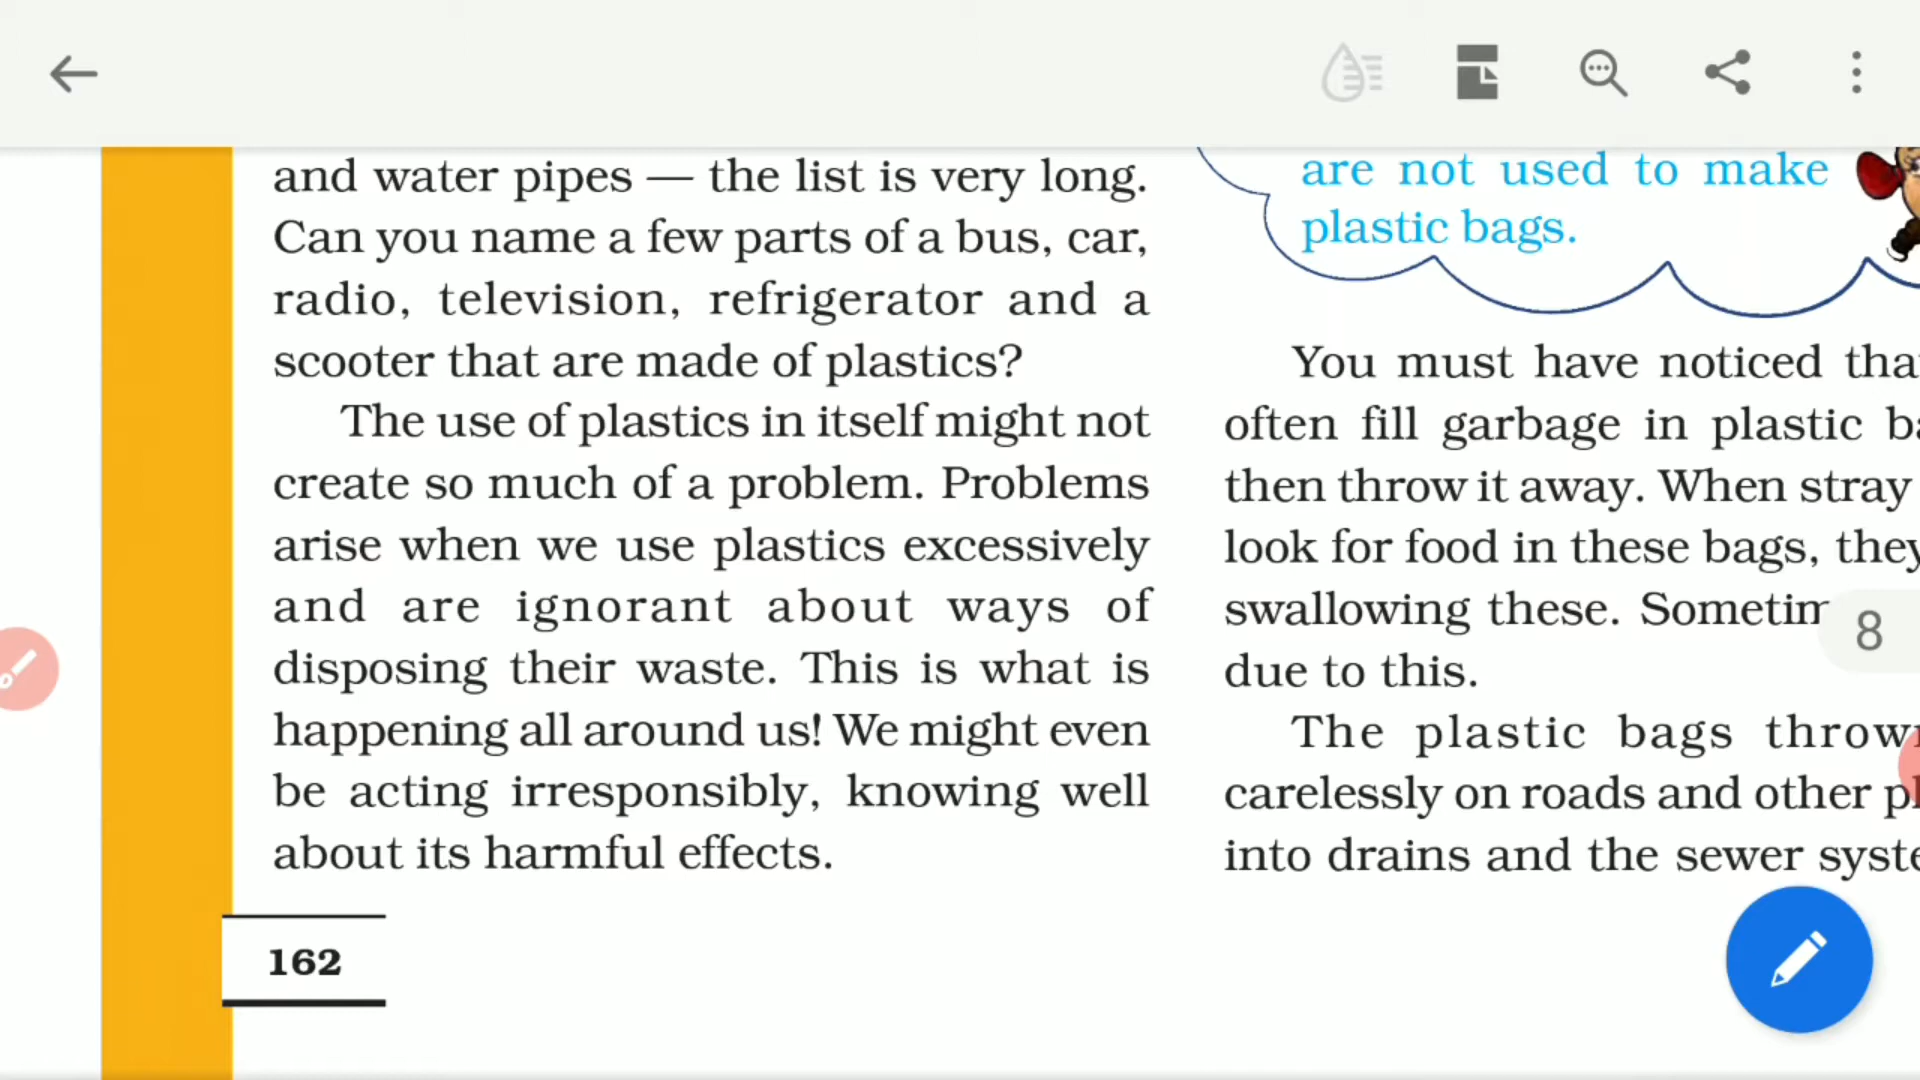 and water pipes — the list is very long.
Can you name a few parts of a bus, car,
radio, television, refrigerator and a
scooter that are made of plastics?
The use of plastics in itself might not
create so much of a problem. Problems
arise when we use plastics excessively
and are ignorant about ways of
disposing their waste. This is what is
happening all around us! We might even
be acting irresponsibly, knowing well
about its harmful effects.
162
are not used to make
plastic bags.
You must have noticed
often fill garbage in plastic
then throw it away. When stray
look for food in these bags, they
swallowing these. 
due to this.
The plastic bags
carelessly on roads and other
into drains and the sewer
8